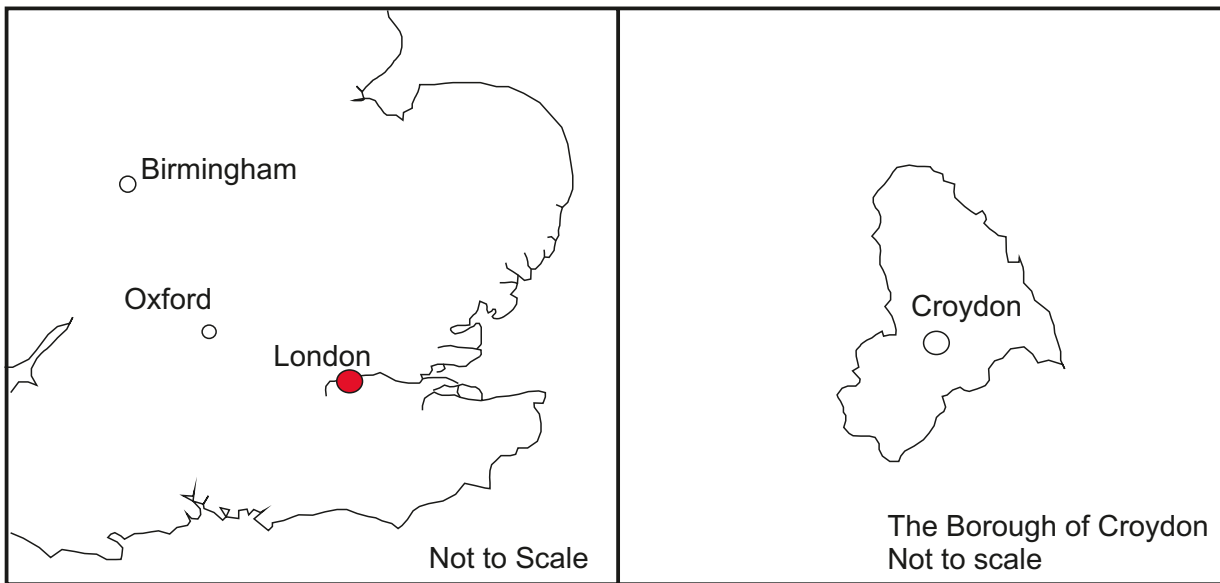 Birmingham
Oxford
London
Not to Scale
Croydon
The Borough of Croydon
Not to scale